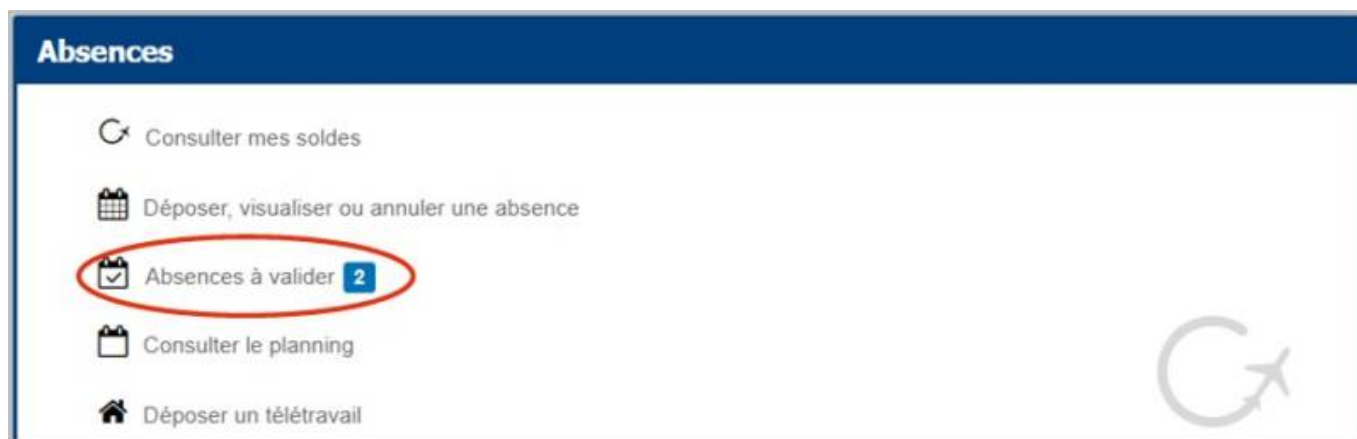 Absences
Consulter mes soldes
Déposer, visualiser ou annuler une absence
Absences à valider 2
Consulter le planning
Déposer un télétravail